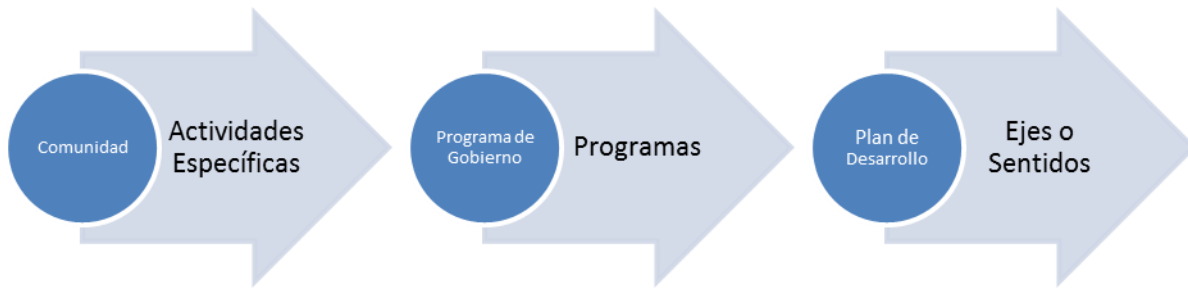 Comunidad
Actividades
Específicas
Programa de
Gobierno
Programas
Plan de
Desarrollo
Ejes o
Sentidos